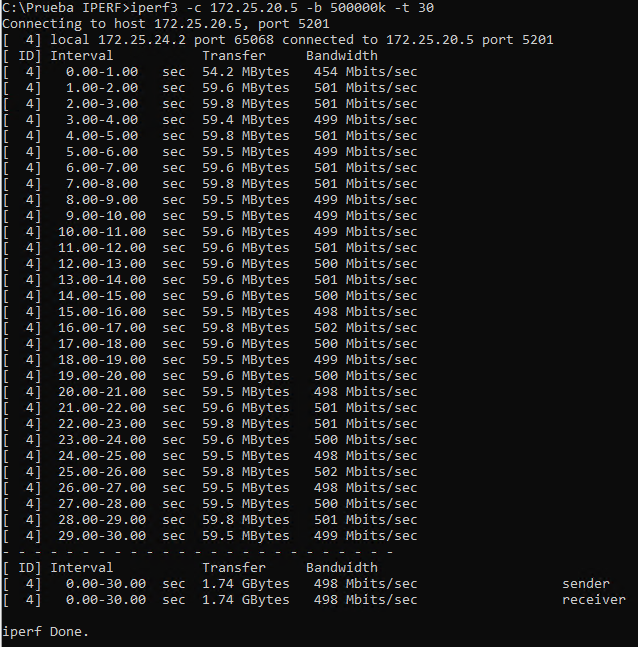 C:\Prueba IPERF>iperf3 -c 172.25.20.5 -b 500000k -t 30
Connecting to host 172.25.20.5, port 5201
[  4] local 172.25.24.2 port 65068 connected to 172.25.20.5 port 5201
[ ID] Interval           Transfer     Bandwidth
[  4]   0.00-1.00   sec  54.2 MBytes   454 Mbits/sec
[  4]   1.00-2.00   sec  59.6 MBytes   501 Mbits/sec
[  4]   2.00-3.00   sec  59.8 MBytes   501 Mbits/sec
[  4]   3.00-4.00   sec  59.4 MBytes   499 Mbits/sec
[  4]   4.00-5.00   sec  59.8 MBytes   501 Mbits/sec
[  4]   5.00-6.00   sec  59.5 MBytes   499 Mbits/sec
[  4]   6.00-7.00   sec  59.6 MBytes   501 Mbits/sec
[  4]   7.00-8.00   sec  59.8 MBytes   501 Mbits/sec
[  4]   8.00-9.00   sec  59.5 MBytes   499 Mbits/sec
[  4]   9.00-10.00  sec  59.5 MBytes   499 Mbits/sec
[  4]  10.00-11.00  sec  59.6 MBytes   499 Mbits/sec
[  4]  11.00-12.00  sec  59.6 MBytes   501 Mbits/sec
[  4]  12.00-13.00  sec  59.5 MBytes   500 Mbits/sec
[  4]  13.00-14.00  sec  59.6 MBytes   501 Mbits/sec
[  4]  14.00-15.00  sec  59.6 MBytes   500 Mbits/sec
[  4]  15.00-16.00  sec  59.5 MBytes   498 Mbits/sec
[  4]  16.00-17.00  sec  59.8 MBytes   502 Mbits/sec
[  4]  17.00-18.00  sec  59.6 MBytes   500 Mbits/sec
[  4]  18.00-19.00  sec  59.5 MBytes   499 Mbits/sec
[  4]  19.00-20.00  sec  59.6 MBytes   500 Mbits/sec
[  4]  20.00-21.00  sec  59.5 MBytes   498 Mbits/sec
[  4]  21.00-22.00  sec  59.6 MBytes   501 Mbits/sec
[  4]  22.00-23.00  sec  59.8 MBytes   501 Mbits/sec
[  4]  23.00-24.00  sec  59.6 MBytes   500 Mbits/sec
[  4]  24.00-25.00  sec  59.5 MBytes   498 Mbits/sec
[  4]  25.00-26.00  sec  59.8 MBytes   502 Mbits/sec
[  4]  26.00-27.00  sec  59.5 MBytes   498 Mbits/sec
[  4]  27.00-28.00  sec  59.5 MBytes   500 Mbits/sec
[  4]  28.00-29.00  sec  59.8 MBytes   501 Mbits/sec
[  4]  29.00-30.00  sec  59.5 MBytes   499 Mbits/sec
- - - - - - - - - - - - - - - - - - - - - - - - -
[ ID] Interval           Transfer     Bandwidth
[  4]   0.00-30.00  sec  1.74 GBytes   498 Mbits/sec                  sender
[  4]   0.00-30.00  sec  1.74 GBytes   498 Mbits/sec                  receiver
iperf Done.